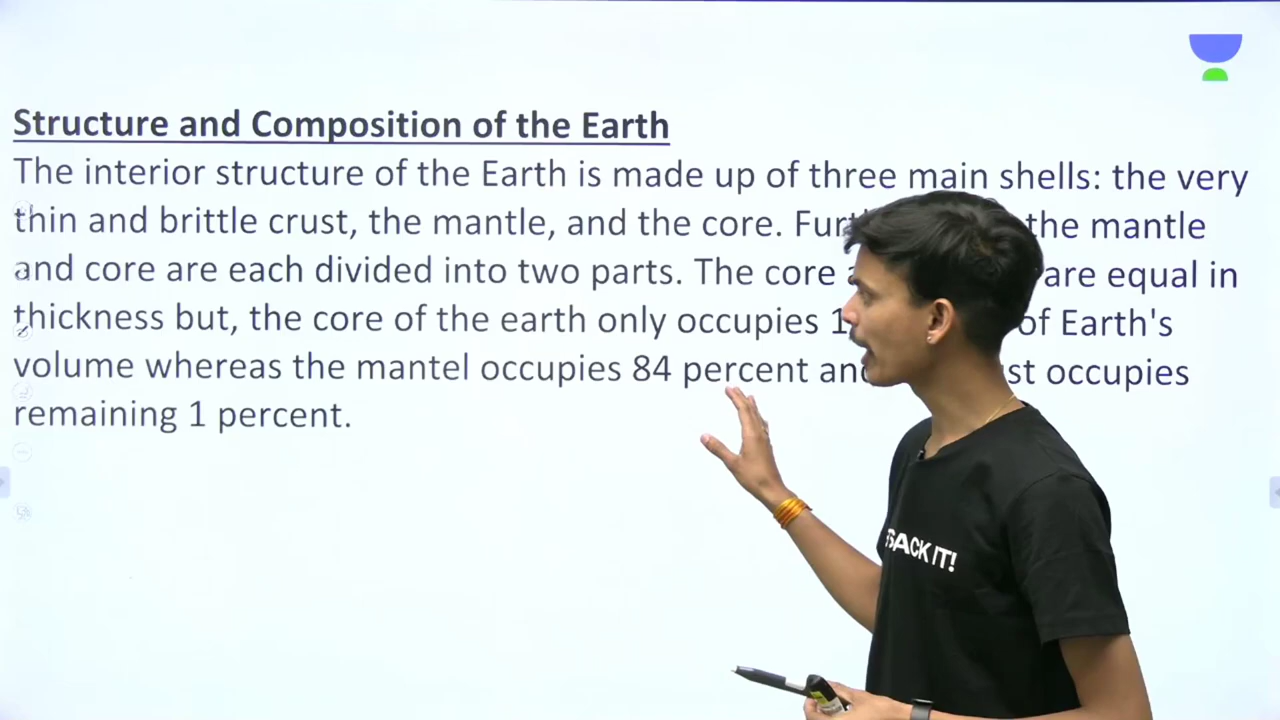 Structure and Composition of the Earth
The interior structure of the Earth is made up of three main shells: the very
thin and brittle crust, the mantle, and the core. the mantle
and core are each divided into two parts. The core are equal in
thickness but, the core of the earth only occupies of Earth's
volume whereas the mantel occupies 84 percent occupies
remaining 1 percent.
ACK IT!